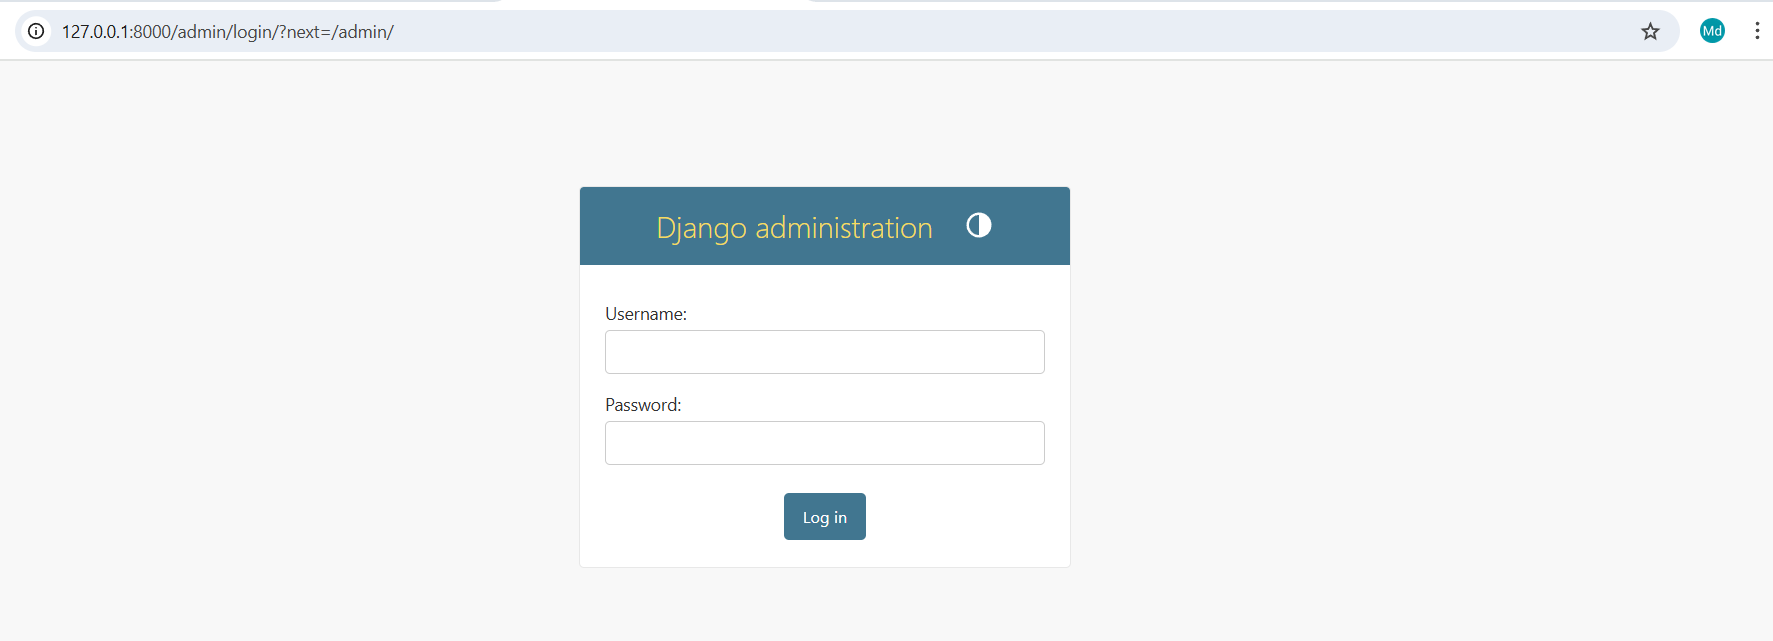 127.0.0.1:8000/admin/login/?next=/admin/
Md
Django administration
Username:
Password:
Log in